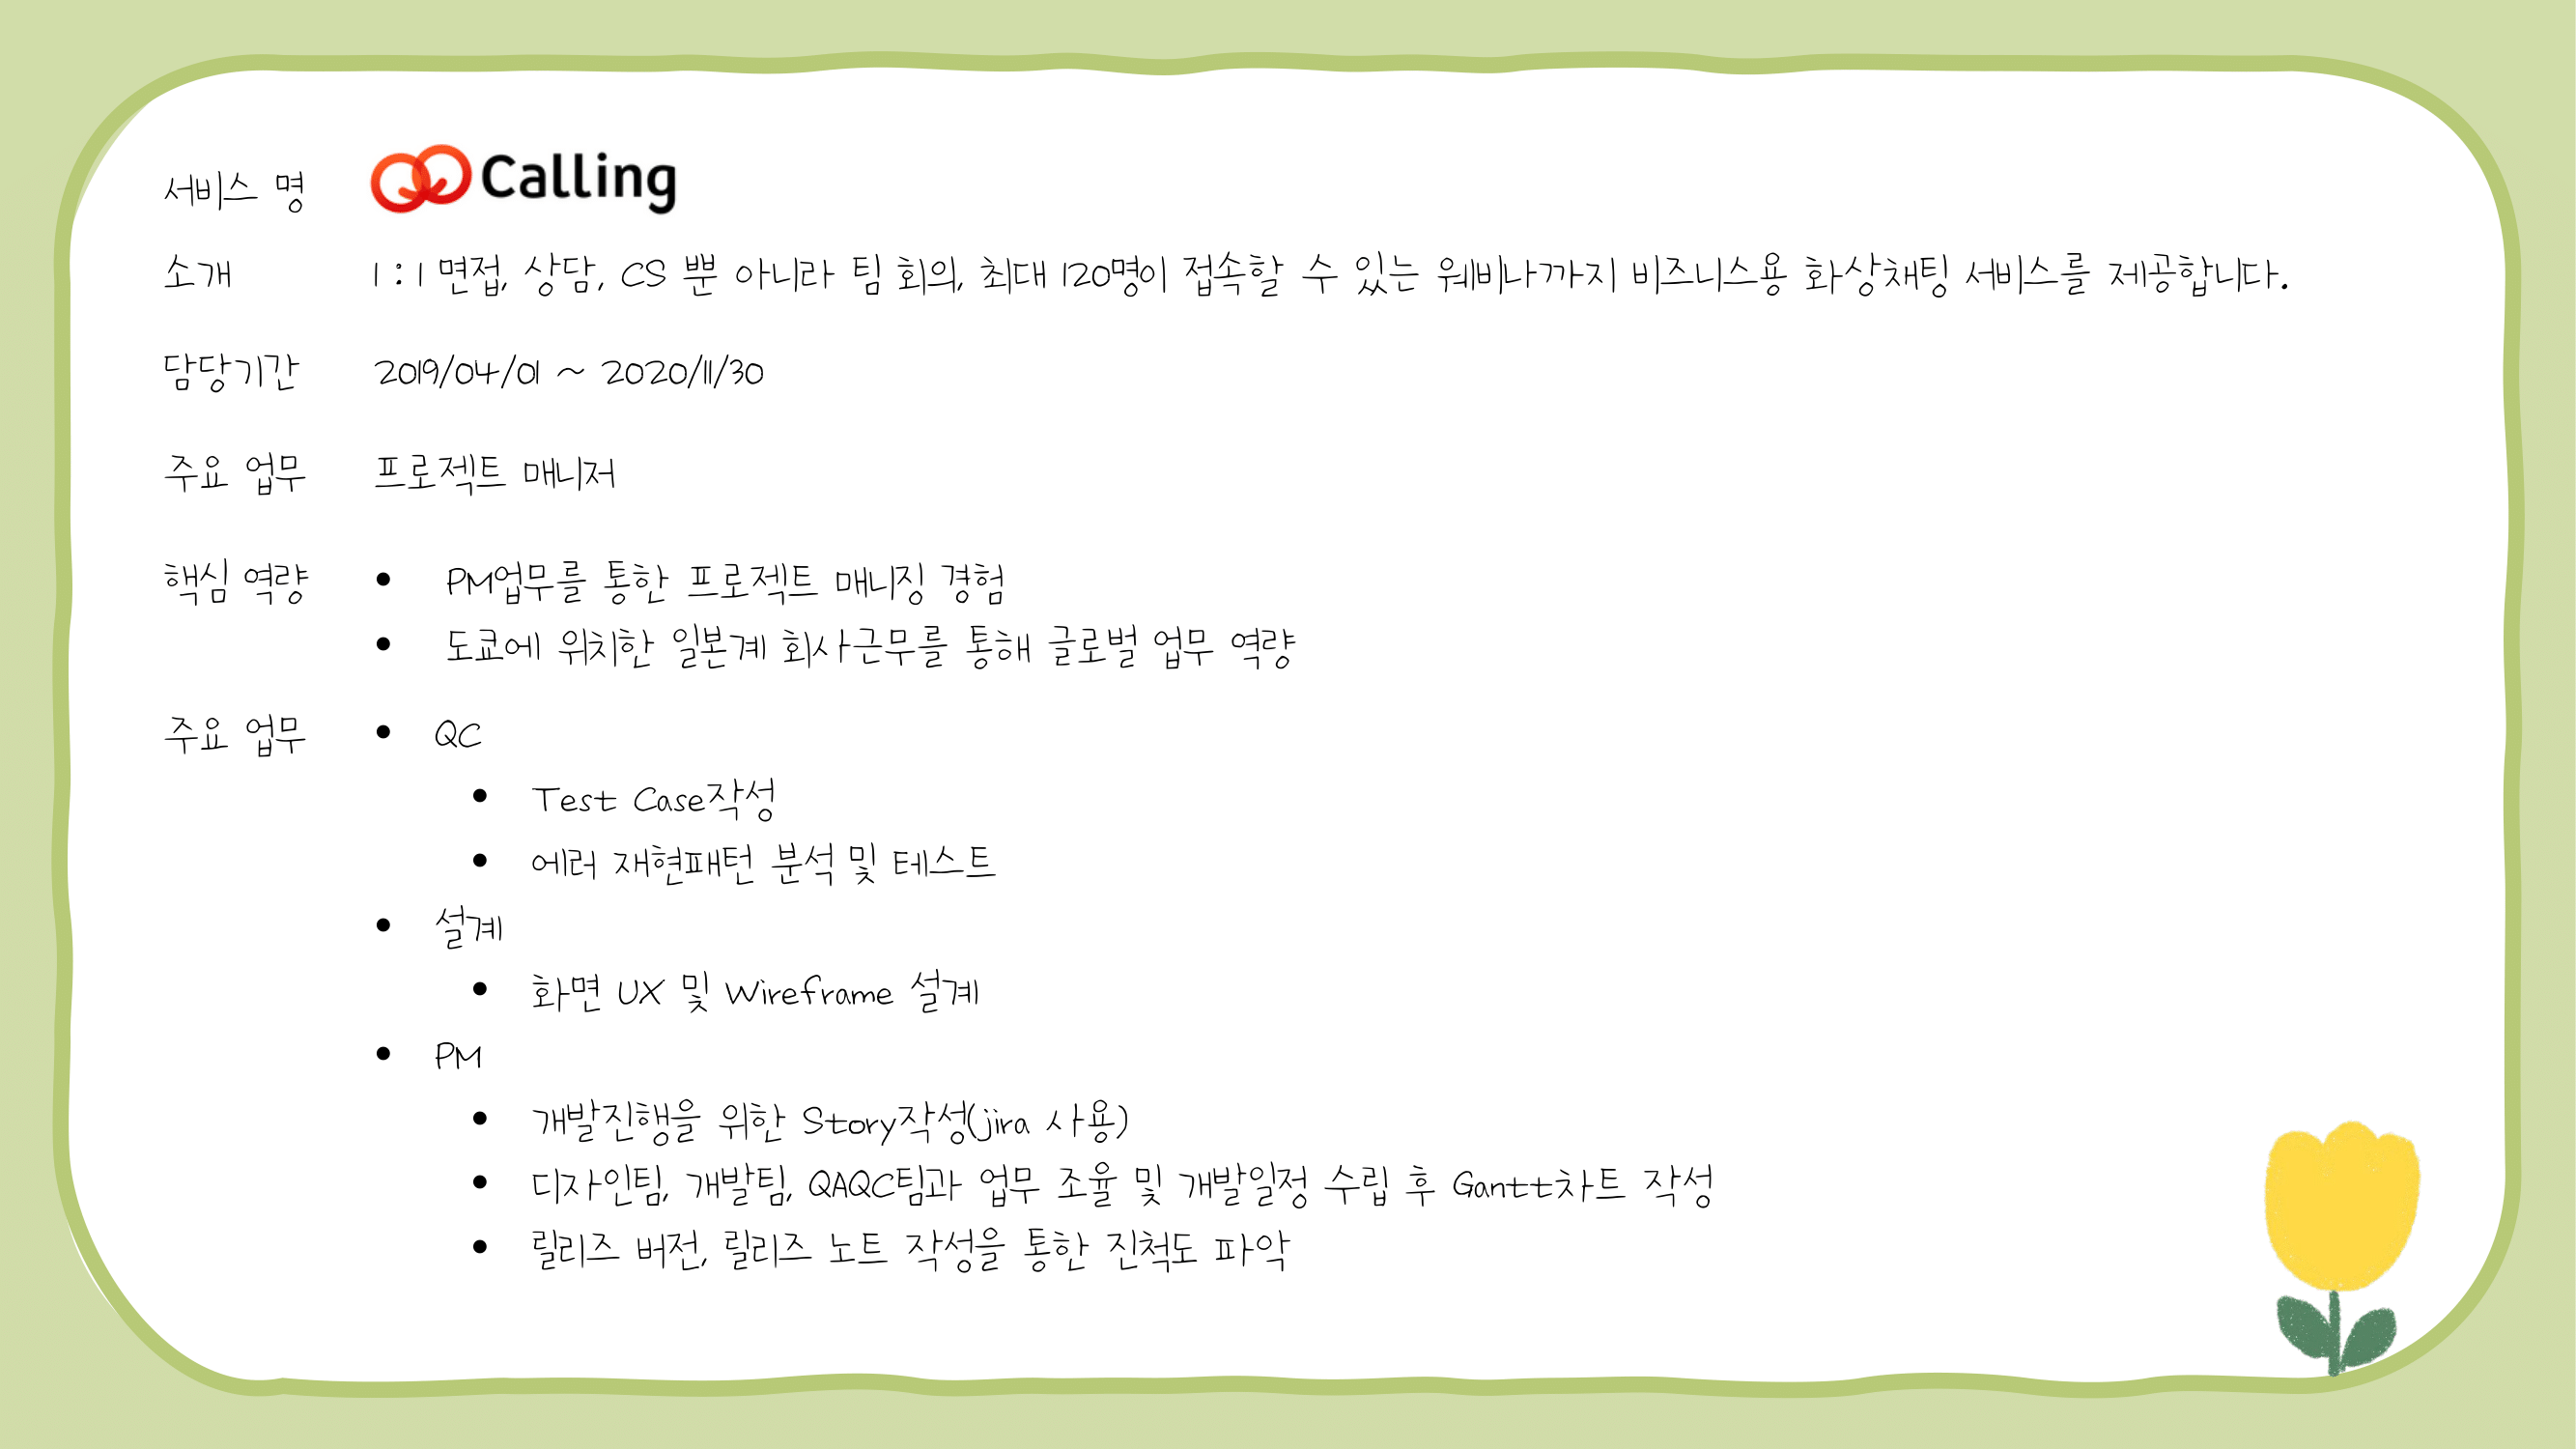 서비스 명 Calling
소개 1:1 면접, 상담, CS 뿐 아니라 팀 회의, 최대 120명이 접속할 수 있는 웨비나까지 비즈니스용 화상채팅 서비스를 제공합니다.
담당기간 2019/04/01 ~ 2020/11/30
주요 업무 프로젝트 매니저
핵심 역량 • PM업무를 통한 프로젝트 매니징 경험
• 도쿄에 위치한 일본계 회사근무를 통해 글로벌 업무 역량
주요 업무 • QC
• Test Case작성
• 에러 재현패턴 분석 및 테스트
• 설계
• 화면 UX 및 Wireframe 설계
• PM
• 개발진행을 위한 Story작성(jira 사용)
• 디자인팀, 개발팀, QAQC팀과 업무 조율 및 개발일정 수립 후 Gantt차트 작성
• 릴리즈 버전, 릴리즈 노트 작성을 통한 진척도 파악